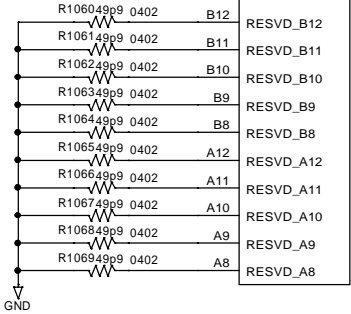 R1060 49p9 0402 B12 RESVD_B12
R1061 49p9 0402 B11 RESVD_B11
R1062 49p9 0402 B10 RESVD_B10
R1063 49p9 0402 B9 RESVD_B9
R1064 49p9 0402 B8 RESVD_B8
R1065 49p9 0402 A12 RESVD_A12
R1066 49p9 0402 A11 RESVD_A11
R1067 49p9 0402 A10 RESVD_A10
R1068 49p9 0402 A9 RESVD_A9
R1069 49p9 0402 A8 RESVD_A8
GND